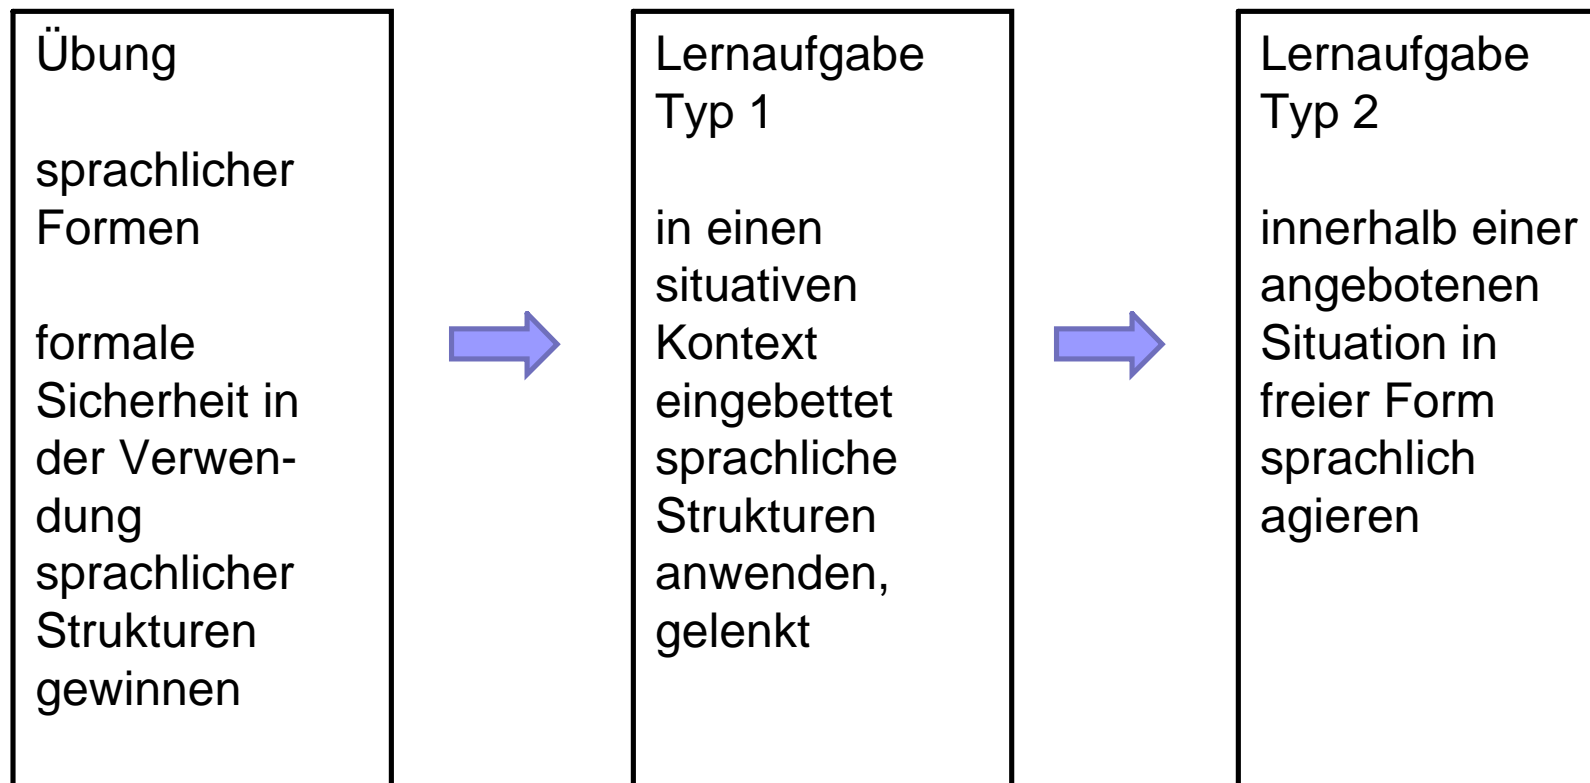 Übung
sprachlicher
Formen
formale
Sicherheit in
der Verwen-
dung
sprachlicher
Strukturen
gewinnen
Lernaufgabe
Typ 1
in einen
situativen
Kontext
eingebettet
sprachliche
Strukturen
anwenden,
gelenkt
Lernaufgabe
Typ 2
innerhalb einer
angebotenen
Situation in
freier Form
sprachlich
agieren